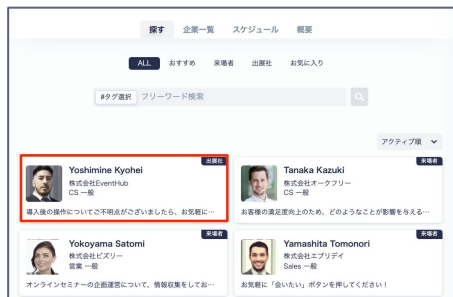 探す 企業一覧 スケジュール 概要
ALL おすすめ 来場者 出展社 お気に入り
#タグ選択 フリーワード検索
アクティブ順
出展社
Yoshimine Kyohei
株式会社EventHub
CS 一般
導入後の操作についてご不明点がございましたら、お気軽に…
来場者
Tanaka Kazuki
株式会社オークフリー
CS 一般
お客様の満足度向上のため、どのようなことが影響を与える…
来場者
Yokoyama Satomi
株式会社ビズリー
営業 一般
オンラインセミナーの企画運営について、情報収集をしてお…
来場者
Yamashita Tomonori
株式会社エブリデイ
Sales 一般
お気軽に「会いたい」ボタンを押してください！